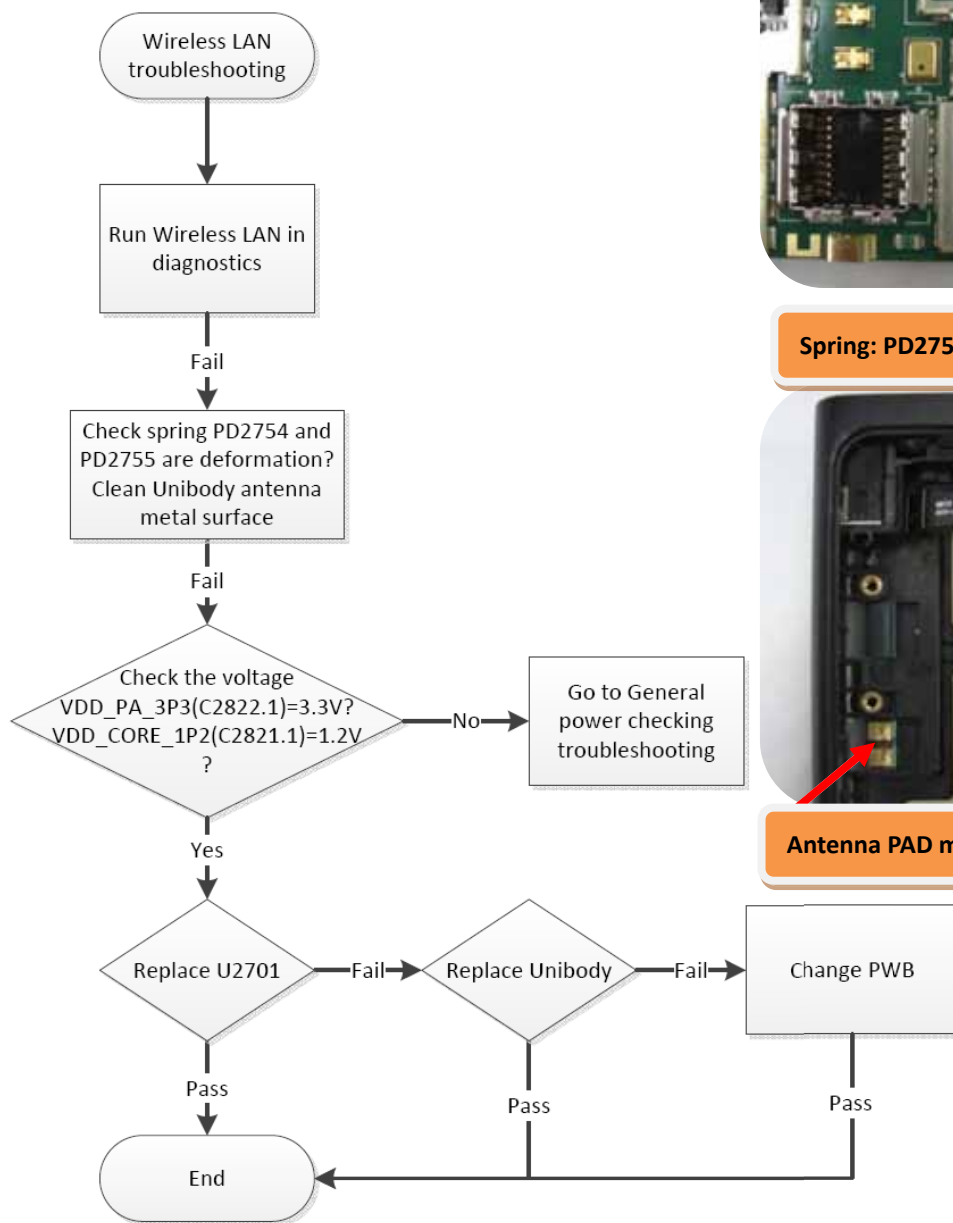 Wireless LAN
troubleshooting
Run Wireless LAN in
diagnostics
Fail
Spring: PD275
Check spring PD2754 and
PD2755 are deformation?
Clean Unibody antenna
metal surface
Fail
Check the voltage
VDD_PA_3P3(C2822.1)=3.3V?
VDD_CORE_1P2(C2821.1)=1.2V
?
No
Go to General
power checking
troubleshooting
Antenna PAD
Yes
Replace U2701
Fail
Replace Unibody
Fail
Change PWB
Pass
Pass
Pass
End